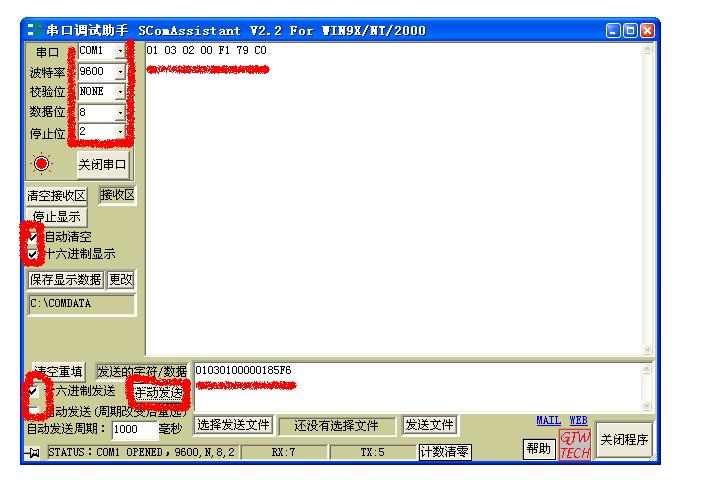 串口调试助手 SComAssistant V2.2 For WIN9X/NT/2000
串口 COM1
波特率 9600
校验位 NONE
数据位 8
停止位 2
关闭串口
01 03 02 00 F1 79 C0
清空接收区 接收区
停止显示
自动清空
十六进制显示
保存显示数据 更改
C:\COMDATA
清空重填 发送的字符/数据 01030100000185F6
十六进制发送 手动发送
自动发送(周期改变后重选)
自动发送周期: 1000 毫秒 选择发送文件 还没有选择文件 发送文件 MAIL WEB
STATUS：COM1 OPENED，9600,N,8,2 RX:7 TX:5 计数清零 帮助 GJW TECH 关闭程序